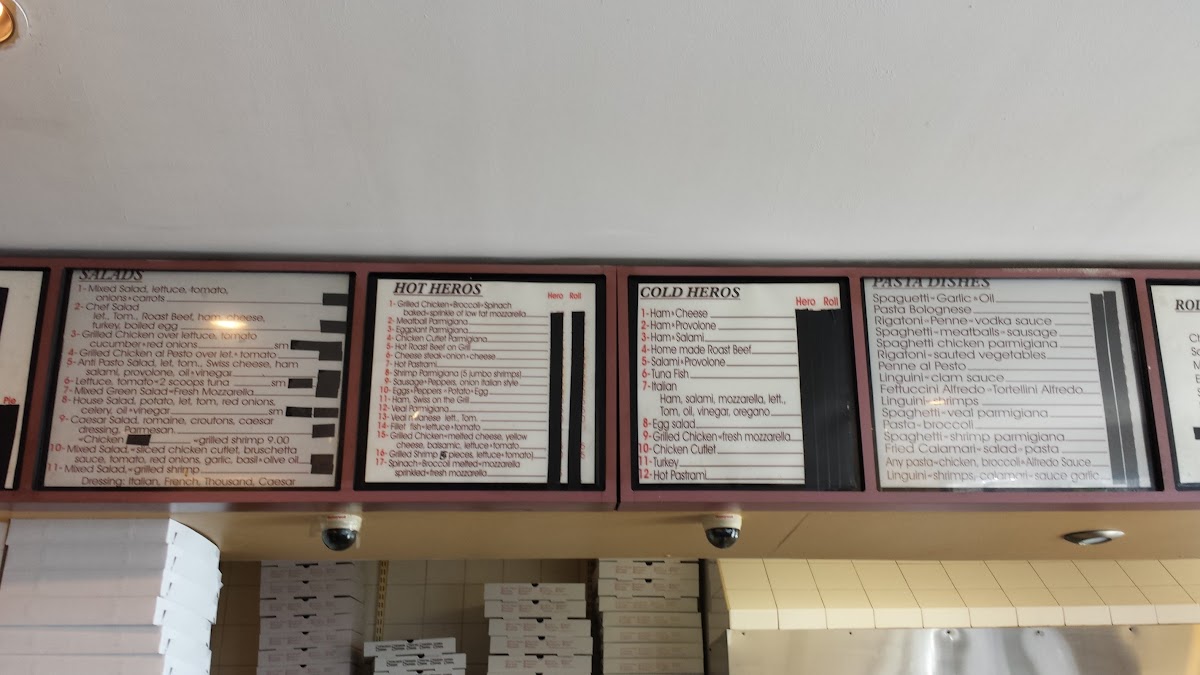 Pie
SALADS
1- Mixed Salad, lettuce, tomato,
onions•carrots
2- Chef Salad
let., Tom., Roast Beef, ham, cheese,
turkey, boiled egg
3- Grilled Chicken over lettuce, tomato
cucumber•red onions sm
4- Grilled Chicken al Pesto over let.•tomato
5- Anti Pasto Salad, let, tom., Swiss cheese, ham
salami, provolone, oil•vinegar
6- Lettuce, tomato•2 scoops tuna sm
7- Mixed Green Salad•Fresh Mozzarella
8- House Salad, potato, let, tom, red onions,
celery, oil•vinegar sm
9- Caesar Salad, romaine, croutons, caesar
dressing, Parmesan
•Chicken •grilled shrimp 9.00
10- Mixed Salad•sliced chicken cutlet, bruschetta
sauce, tomato, red onions, garlic, basil•olive oil
11- Mixed Salad,•grilled shrimp
Dressing: Italian, French, Thousand, Caesar
HOT HEROS
Hero Roll
1- Grilled Chicken•Broccoli•Spinach
baked•sprinkle of low fat mozzarella
2- Meatball Parmigiana
3- Eggplant Parmigiana
4- Chicken Cutlet Parmigiana
5- Hot Roast Beef on Grill
6- Cheese steak•onion•cheese
7- Hot Pastrami
8- Shrimp Parmigiana (5 jumbo shrimps)
9- Sausage•Peppers, onion italian style
10- Eggs•Peppers•Potato•Egg
11- Ham, Swiss on the Grill
12- Veal Parmigiana
13- Veal milanese left, Tom,
14- Fillet fish•lettuce•tomato
15- Grilled Chicken•melted cheese, yellow
cheese, balsamic, lettuce•tomato
16- Grilled Shrimp 5 pieces, lettuce•tomato)
17- Spinach•Broccoli melted•mozzarella
sprinkled•fresh mozzarella
COLD HEROS
Hero Roll
1- Ham•Cheese
2- Ham•Provolone
3- Ham•Salami
4- Home made Roast Beef
5- Salami•Provolone
6- Tuna Fish
7- Italian
Ham, salami, mozzarella, lett.,
Tom, oil, vinegar, oregano
8- Egg salad
9- Grilled Chicken•fresh mozzarella
10- Chicken Cutlet
11- Turkey
12- Hot Pastrami
PASTA DISHES
Spaguetti•Garlic•Oil
Pasta Bolognese
Rigatoni•Penne•vodka sauce
Spaghetti•meatballs•sausage
Spaghetti chicken parmigiana
Rigatoni•sauted vegetables
Penne al Pesto
Linguini•clam sauce
Fettuccini Alfredo•Tortellini Alfredo
Linguini•shrimps
Spaghetti•veal parmigiana
Pasta•broccoli
Spaghetti•shrimp parmigiana
Fried Calamari•salad•pasta
Any pasta•chicken, broccoli•Alfredo Sauce
Linguini•shrimps, calamari•sauce garlic